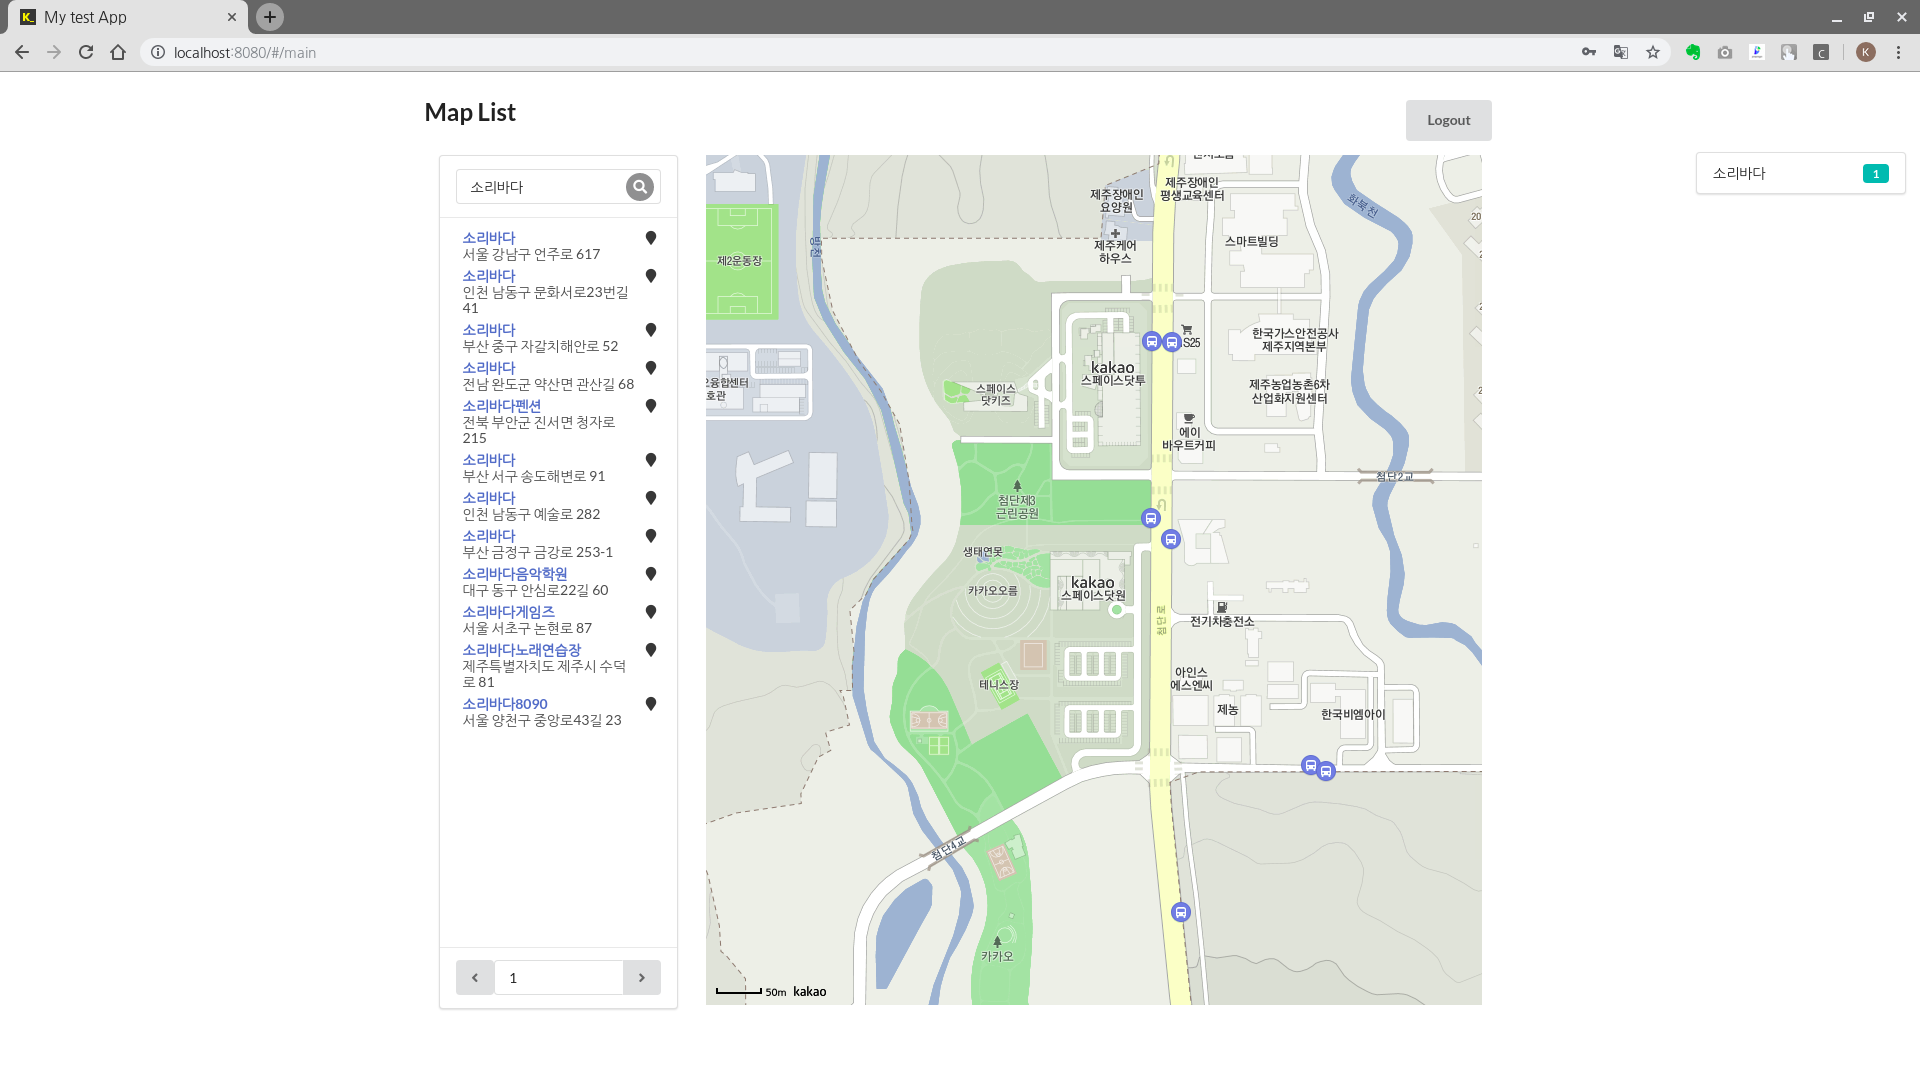 My test App
localhost:8080/#/main
K
Map List
Logout
소리바다
소리바다
서울 강남구 언주로 617
소리바다
인천 남동구 문화서로23번길
41
소리바다
부산 중구 자갈치해안로 52
소리바다
전남 완도군 약산면 관산길 68
소리바다펜션
전북 부안군 진서면 청자로
215
소리바다
부산 서구 송도해변로 91
소리바다
인천 남동구 예술로 282
소리바다
부산 금정구 금강로 253-1
소리바다음악학원
대구 동구 안심로22길 60
소리바다게임즈
서울 서초구 논현로 87
소리바다노래연습장
제주특별자치도 제주시 수덕
로 81
소리바다8090
서울 양천구 중앙로43길 23
1
제주장애인
평생교육센터
제주장애인
요양원
화북천
20
스마트빌딩
제주케어
하우스
제2운동장
방천
S25
한국가스안전공사
제주지역본부
kakao
스페이스닷투
융합센터
호관
스페이스
닷키즈
제주농업농촌6차
산업화지원센터
에이
바우트커피
첨단2교
첨단제3
근린공원
생태연못
카카오오름
kakao
스페이스닷원
첨단로
전기차충전소
아인스
에스엔씨
테니스장
제농
한국비엠아이
첨단4교
카카오
50m kakao
소리바다 1